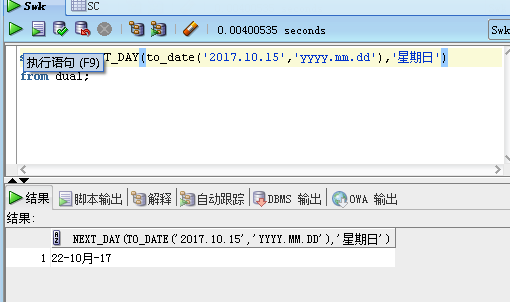 Swk SC
0.00400535 seconds Swk
T_DAY(to_date('2017.10.15','yyyy.mm.dd'),'星期日')
执行语句 (F9)
from dual;
结果 脚本输出 解释 自动跟踪 DBMS 输出 OWA 输出
结果:
NEXT_DAY(TO_DATE('2017.10.15','YYYY.MM.DD'),'星期日')
1 22-10月-17